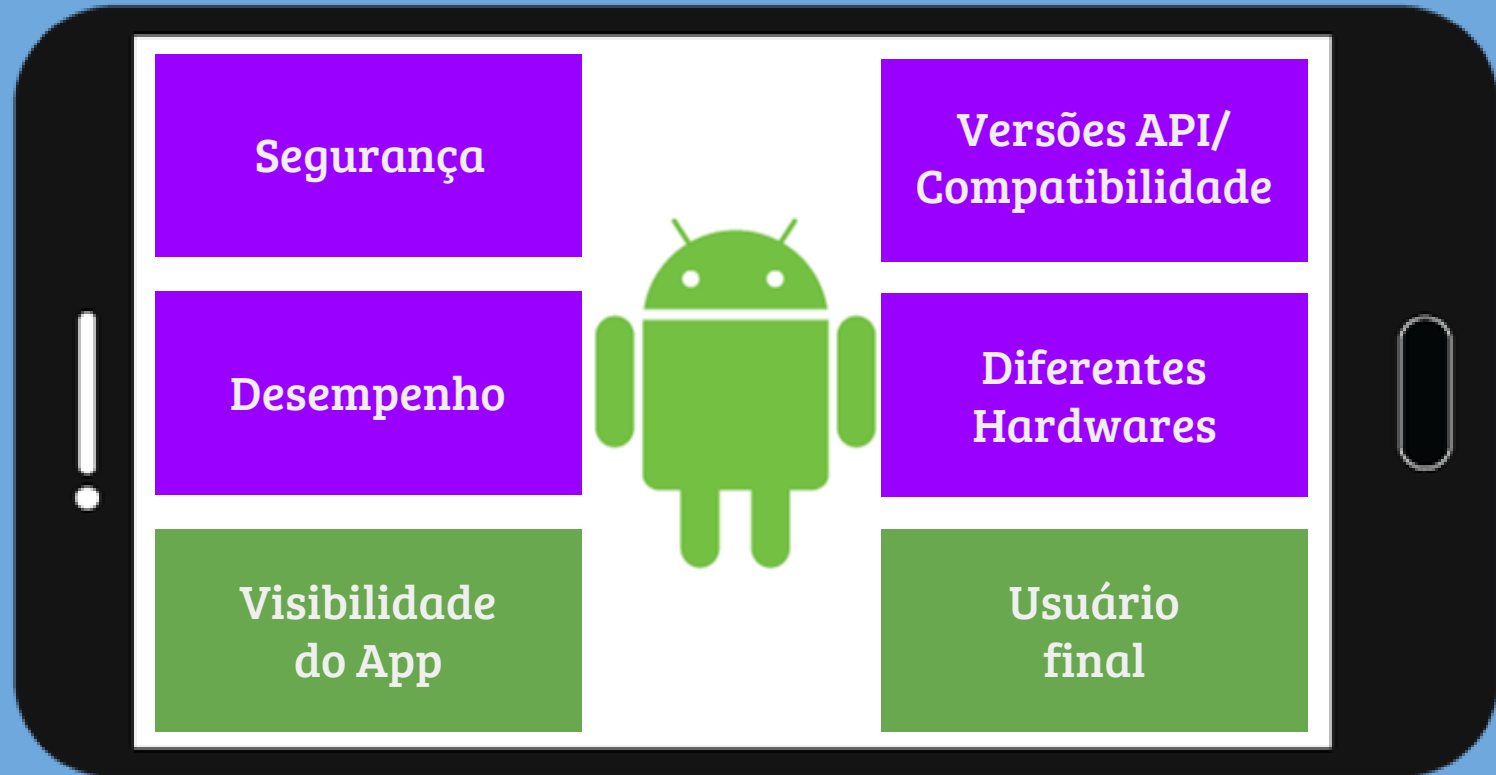 Segurança
Versões API/
Compatibilidade
Desempenho
Diferentes
Hardwares
Visibilidade
do App
Usuário
final